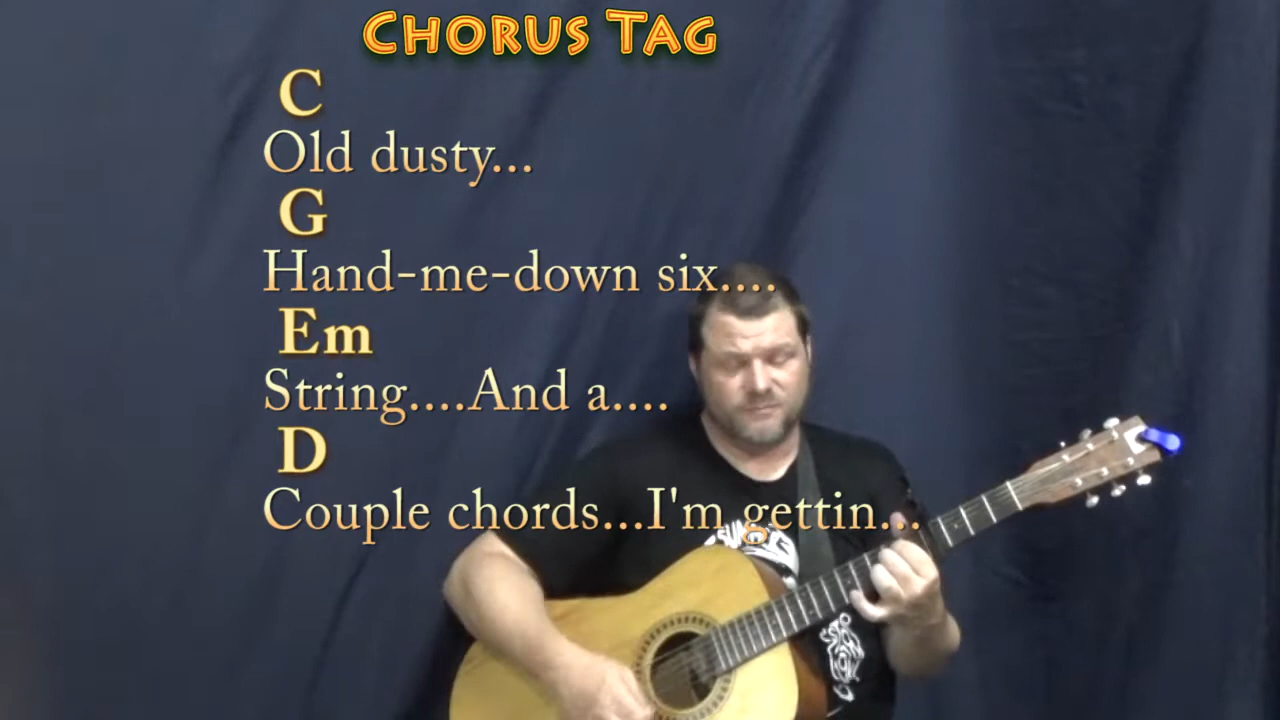 CHORUS TAG
C
Old dusty...
G
Hand-me-down six....
Em
String....And a....
D
Couple chords...I'm gettin...